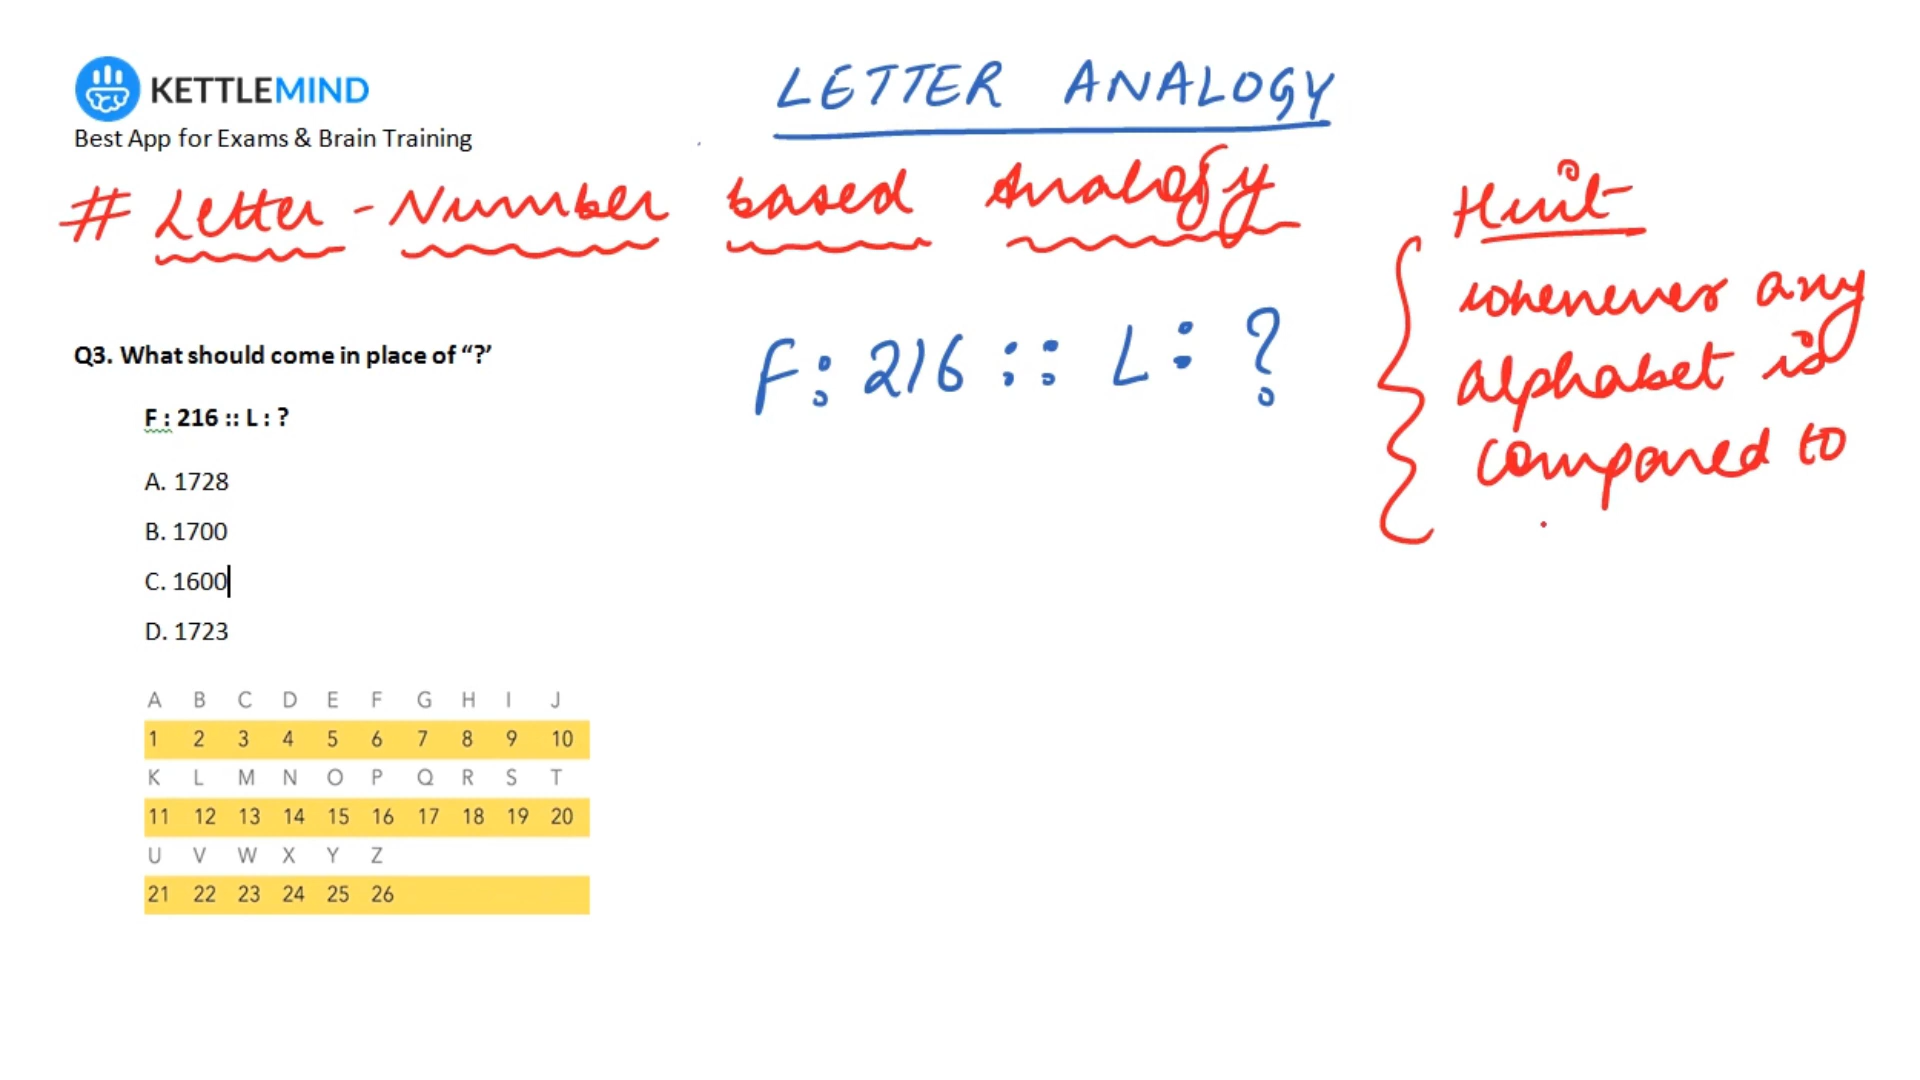 KETTLEMIND
Best App for Exams & Brain Training
LETTER ANALOGY
# Letter - Number based Analogy
Hint
whenever any
alphabet is
compared to
Q3. What should come in place of “?’
F : 216 :: L : ?
F : 216 :: L : ?
A. 1728
B. 1700
C. 1600
D. 1723
A B C D E F G H I J
1 2 3 4 5 6 7 8 9 10
K L M N O P Q R S T
11 12 13 14 15 16 17 18 19 20
U V W X Y Z
21 22 23 24 25 26